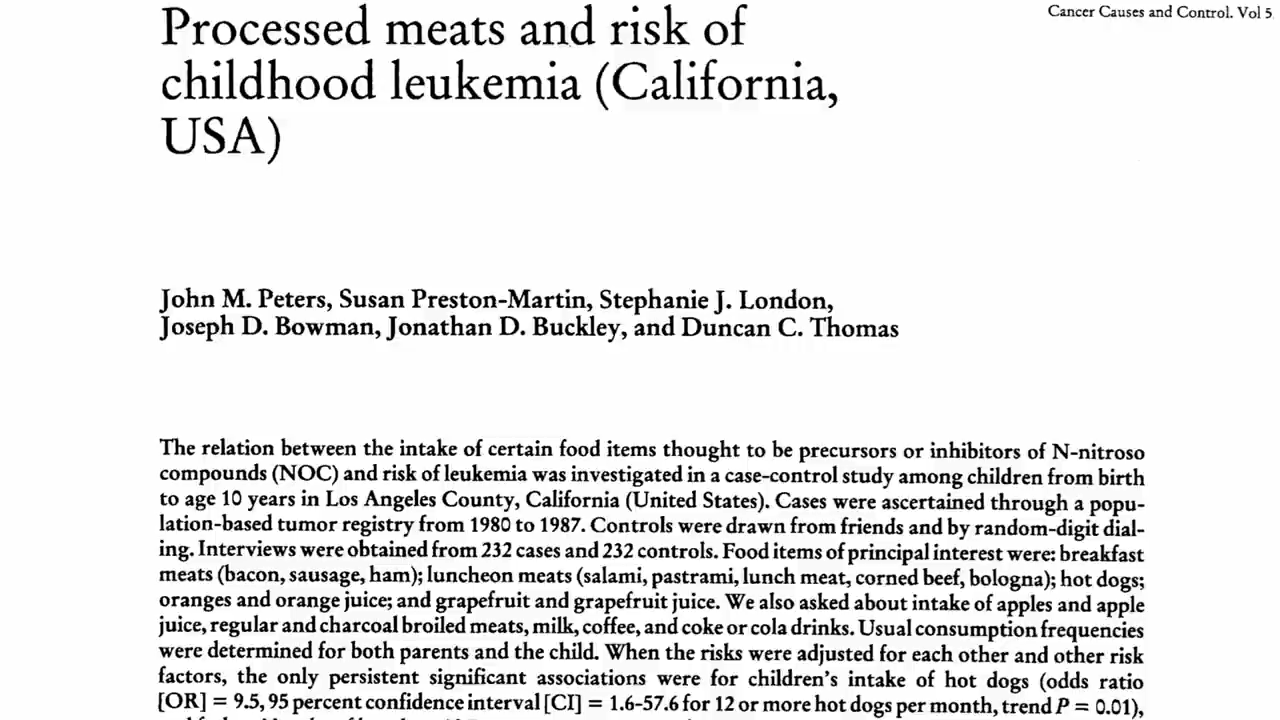 Processed meats and risk of
childhood leukemia (California,
USA)
Cancer Causes and Control. Vol 5
John M. Peters, Susan Preston-Martin, Stephanie J. London,
Joseph D. Bowman, Jonathan D. Buckley, and Duncan C. Thomas
The relation between the intake of certain food items thought to be precursors or inhibitors of N-nitroso
compounds (NOC) and risk of leukemia was investigated in a case-control study among children from birth
to age 10 years in Los Angeles County, California (United States). Cases were ascertained through a popu-
lation-based tumor registry from 1980 to 1987. Controls were drawn from friends and by random-digit dial-
ing. Interviews were obtained from 232 cases and 232 controls. Food items of principal interest were: breakfast
meats (bacon, sausage, ham); luncheon meats (salami, pastrami, lunch meat, corned beef, bologna); hot dogs;
oranges and orange juice; and grapefruit and grapefruit juice. We also asked about intake of apples and apple
juice, regular and charcoal broiled meats, milk, coffee, and coke or cola drinks. Usual consumption frequencies
were determined for both parents and the child. When the risks were adjusted for each other and other risk
factors, the only persistent significant associations were for children's intake of hot dogs (odds ratio
[OR] = 9.5, 95 percent confidence interval [CI] = 1.6-57.6 for 12 or more hot dogs per month, trend P = 0.01),